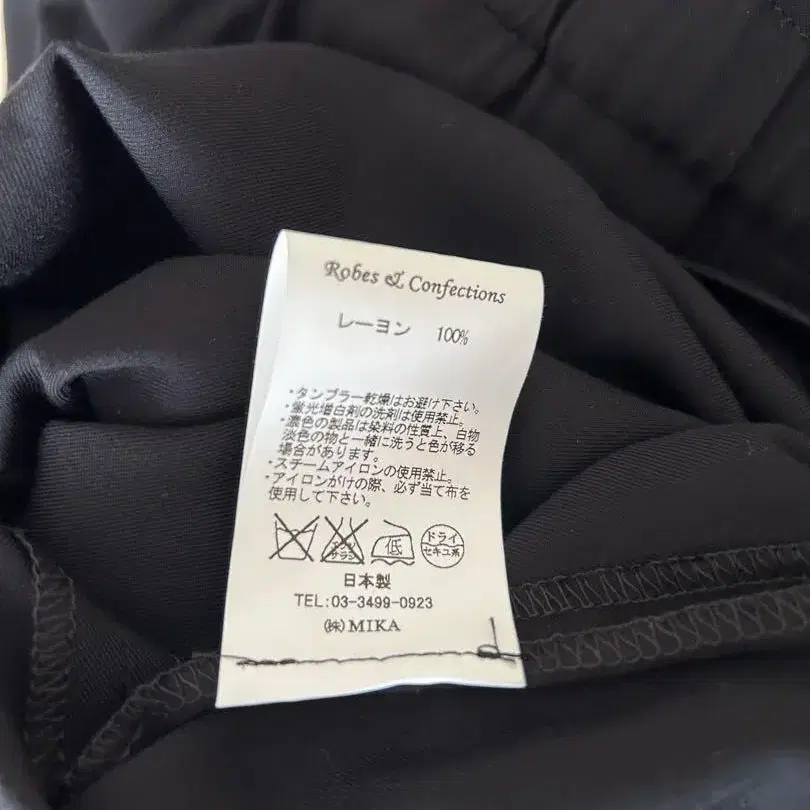 Robes & Confections
レーヨン 100%
・タンブラー乾燥はお避け下さい。
・蛍光増白剤の洗剤は使用禁止。
・濃色の製品は染料の性質上、白物
淡色の物と一緒に洗うと色が移る
場合があります。
・スチームアイロンの使用禁止。
・アイロンがけの際、必ず当て布を
使用して下さい。
エンソ サラシ 低 ドライ
セキユ系
日本製
TEL:03-3499-0923
㈱ MIKA